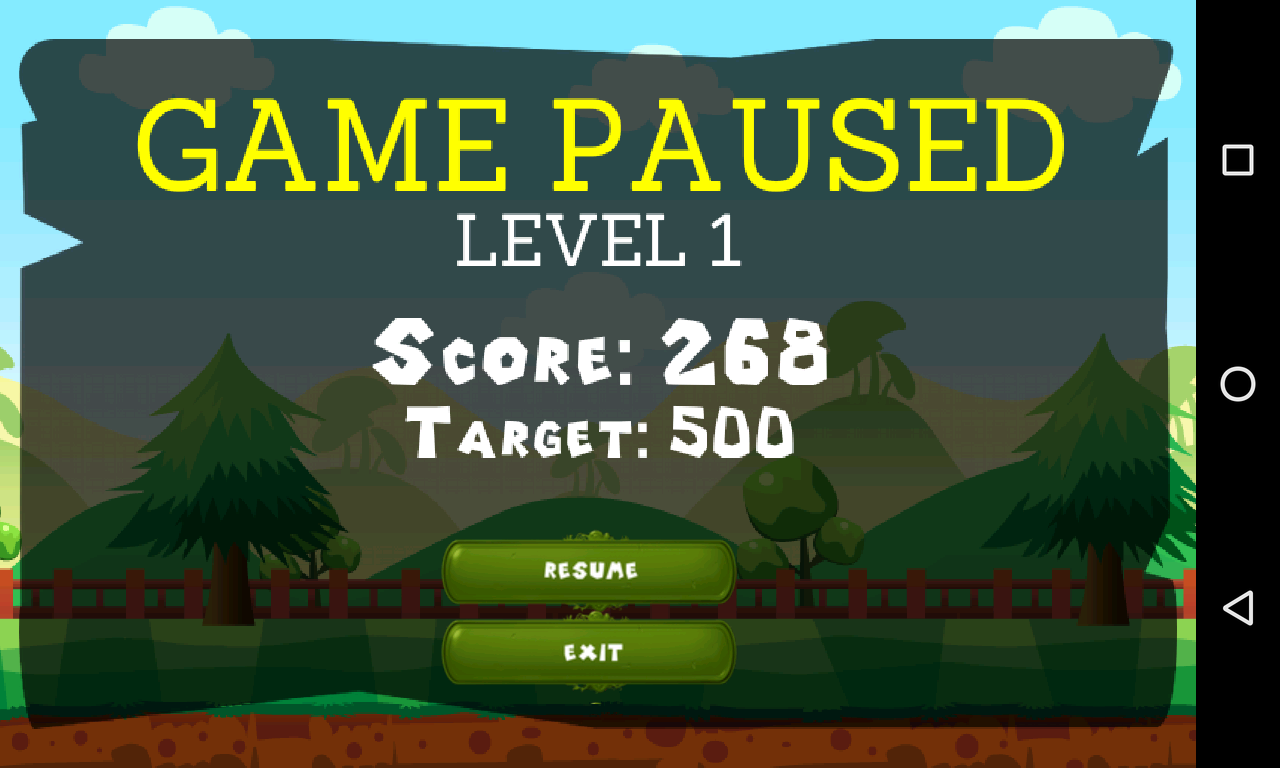 GAME PAUSED
LEVEL 1
SCORE: 268
TARGET: 500
RESUME
EXIT